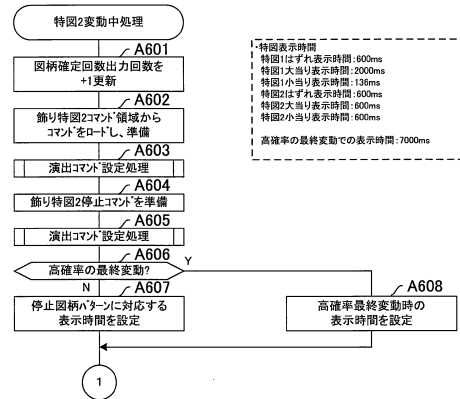 特図2変動中処理
A601
図柄確定回数出力回数を
+1更新
A602
飾り特図2コマンド領域から
コマンドをロードし、準備
A603
演出コマンド設定処理
A604
飾り特図2停止コマンドを準備
A605
演出コマンド設定処理
A606
高確率の最終変動?
Y
N
A607
停止図柄パターンに対応する
表示時間を設定
A608
高確率最終変動時の
表示時間を設定
1
・特図表示時間
特図1はずれ表示時間:600ms
特図1大当り表示時間:2000ms
特図1小当り表示時間:136ms
特図2はずれ表示時間:600ms
特図2大当り表示時間:600ms
特図2小当り表示時間:600ms
高確率の最終変動での表示時間:7000ms